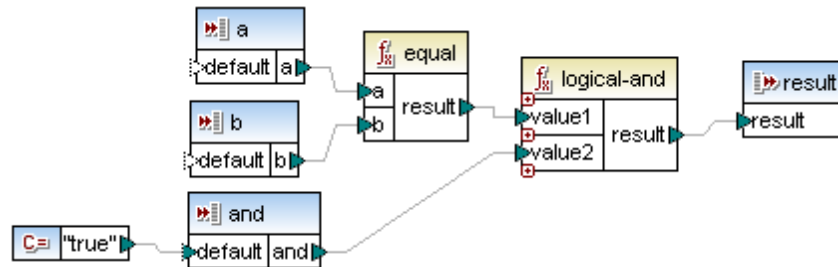 a
default a
b
default b
equal
a
b
result
logical-and
value1
value2
result
result
result
C= "true"
and
default and